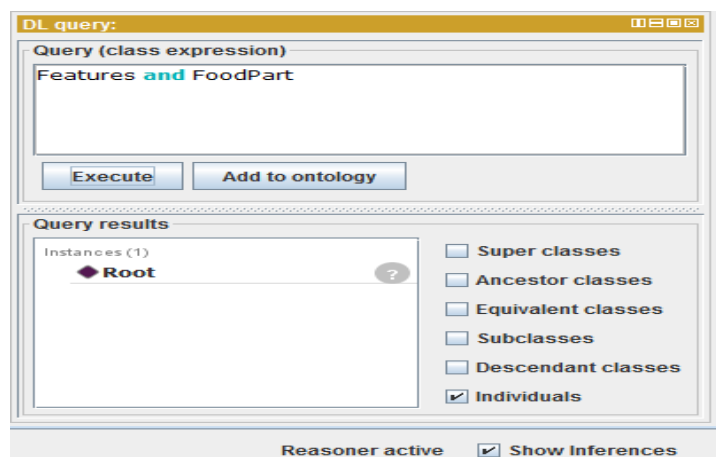 DL query:
Query (class expression)
Features and FoodPart
Execute
Add to ontology
Query results
Instances (1)
Root
?
Super classes
Ancestor classes
Equivalent classes
Subclasses
Descendant classes
Individuals
Reasoner active
Show Inferences